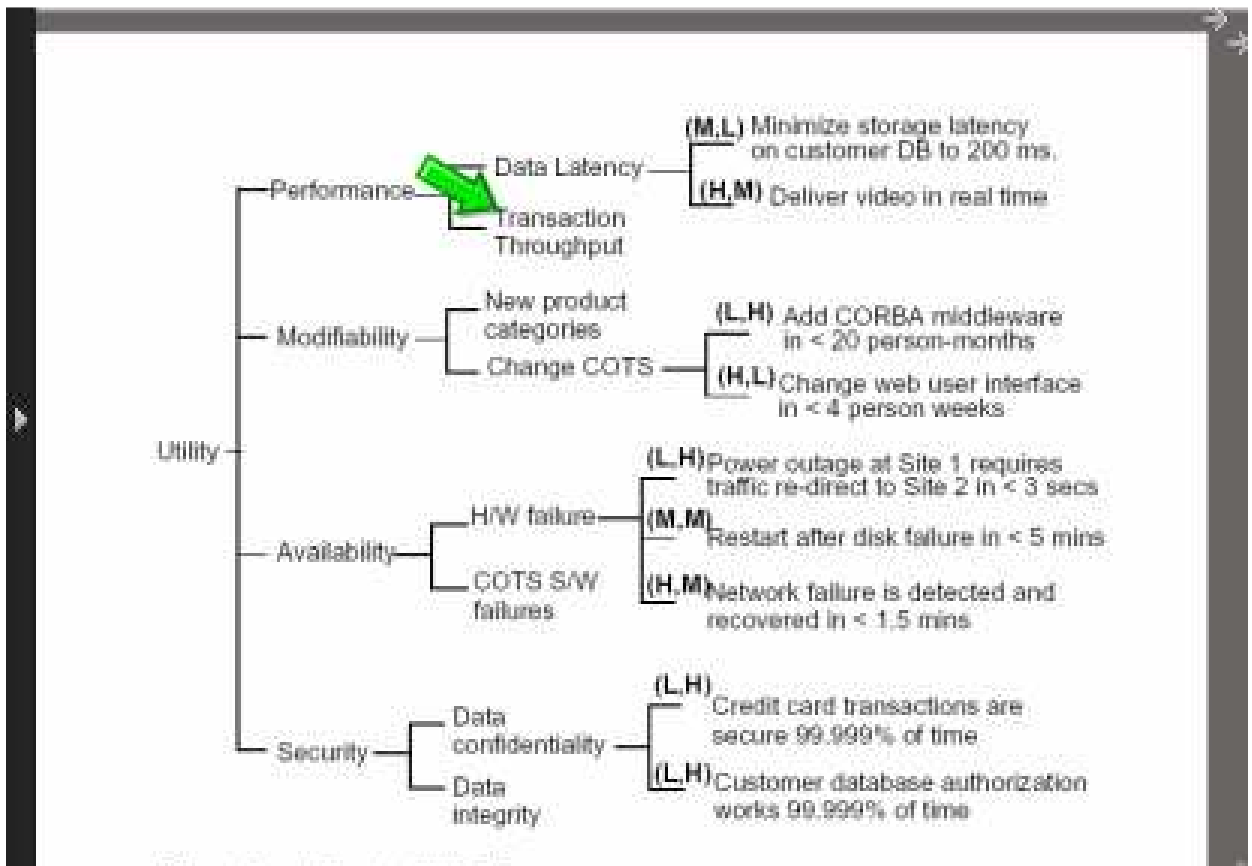 (M,L) Minimize storage latency
on customer DB to 200 ms.
Data Latency
(H,M) Deliver video in real time
Performance
Transaction
Throughput
New product
categories
(L,H) Add CORBA middleware
in < 20 person-months
Modifiability
Change COTS
(H,L) Change web user interface
in < 4 person weeks
Utility
(L,H) Power outage at Site 1 requires
traffic re-direct to Site 2 in < 3 secs
H/W failure
(M,M) Restart after disk failure in < 5 mins
Availability
COTS S/W
failures
(H,M) Network failure is detected and
recovered in < 1.5 mins
(L,H) Credit card transactions are
secure 99.999% of time
Data
confidentiality
Security
(L,H) Customer database authorization
works 99.999% of time
Data
integrity